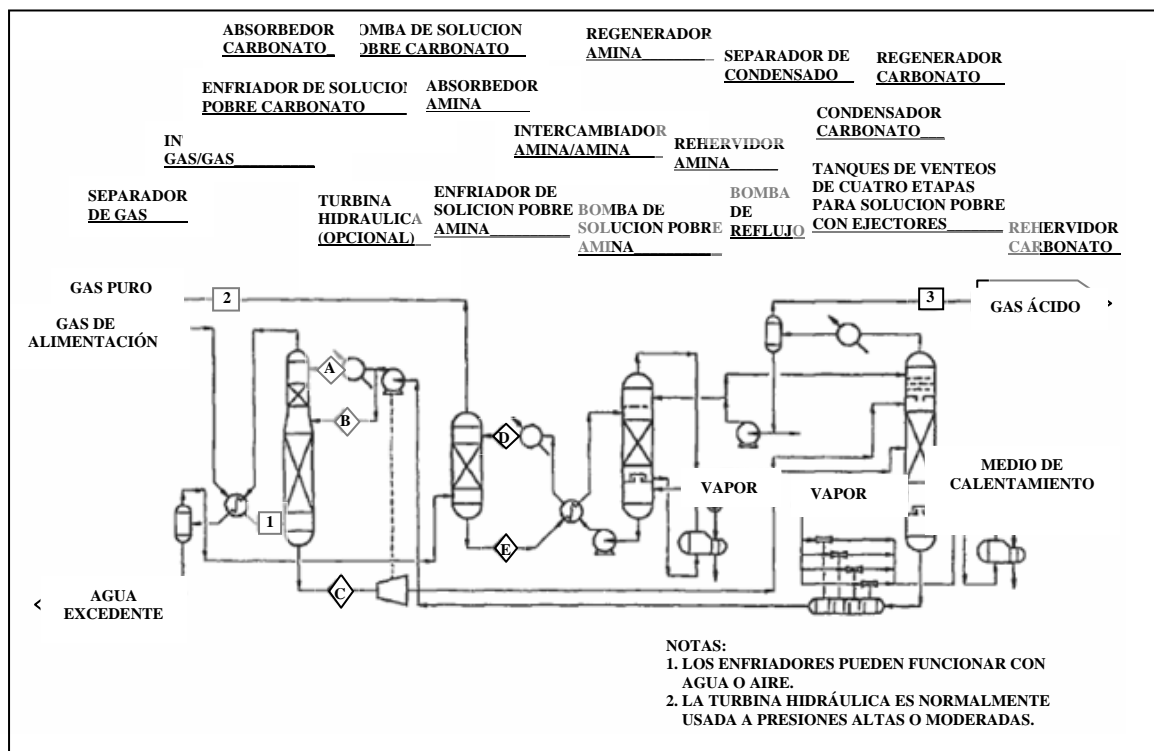 ABSORBEDOR
CARBONATO
OMBA DE SOLUCION
OBRE CARBONATO
REGENERADOR
AMINA
SEPARADOR DE
CONDENSADO
REGENERADOR
CARBONATO
ENFRIADOR DE SOLUCIO
POBRE CARBONATO
ABSORBEDOR
AMINA
CONDENSADOR
CARBONATO
IN
GAS/GAS
INTERCAMBIADOR
AMINA/AMINA
REHERVIDOR
AMINA
TANQUES DE VENTEOS
DE CUATRO ETAPAS
PARA SOLUCION POBRE
CON EJECTORES
SEPARADOR
DE GAS
TURBINA
HIDRAULICA
(OPCIONAL)
ENFRIADOR DE
SOLICION POBRE
AMINA
BOMBA DE
SOLUCION POBRE
AMINA
BOMBA
DE
REFLUJO
REHERVIDOR
CARBONATO
GAS PURO
2
3
GAS ÁCIDO
GAS DE
ALIMENTACIÓN
A
B
D
VAPOR
VAPOR
MEDIO DE
CALENTAMIENTO
1
E
C
AGUA
EXCEDENTE
NOTAS:
1. LOS ENFRIADORES PUEDEN FUNCIONAR CON
AGUA O AIRE.
2. LA TURBINA HIDRÁULICA ES NORMALMENTE
USADA A PRESIONES ALTAS O MODERADAS.